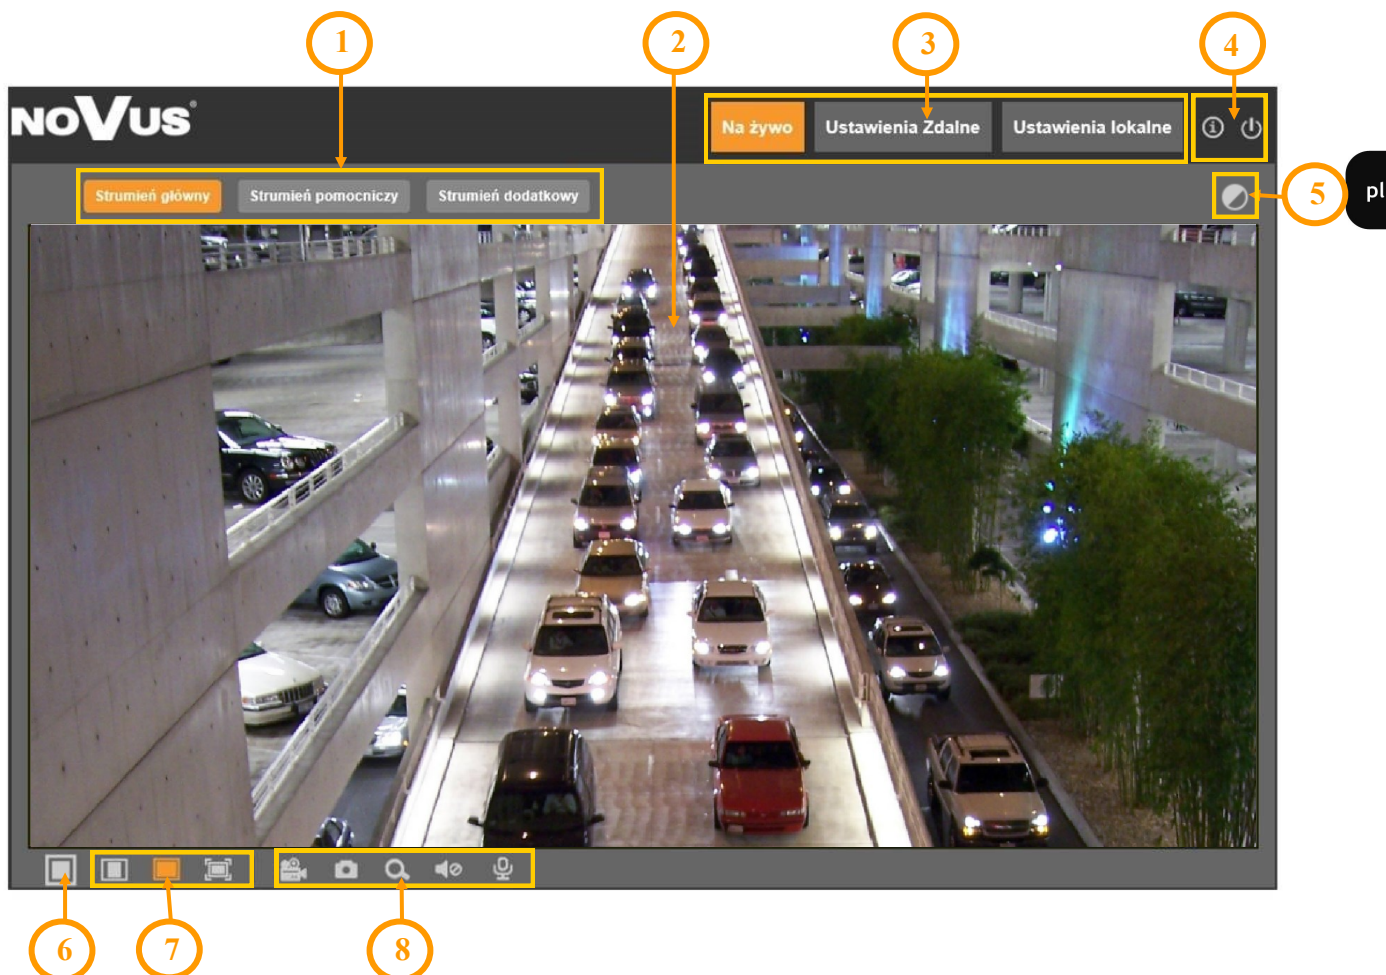 1
2
3
4
NOVUS®
Na żywo
Ustawienia Zdalne
Ustawienia lokalne
Strumień główny
Strumień pomocniczy
Strumień dodatkowy
5
pl
6
7
8